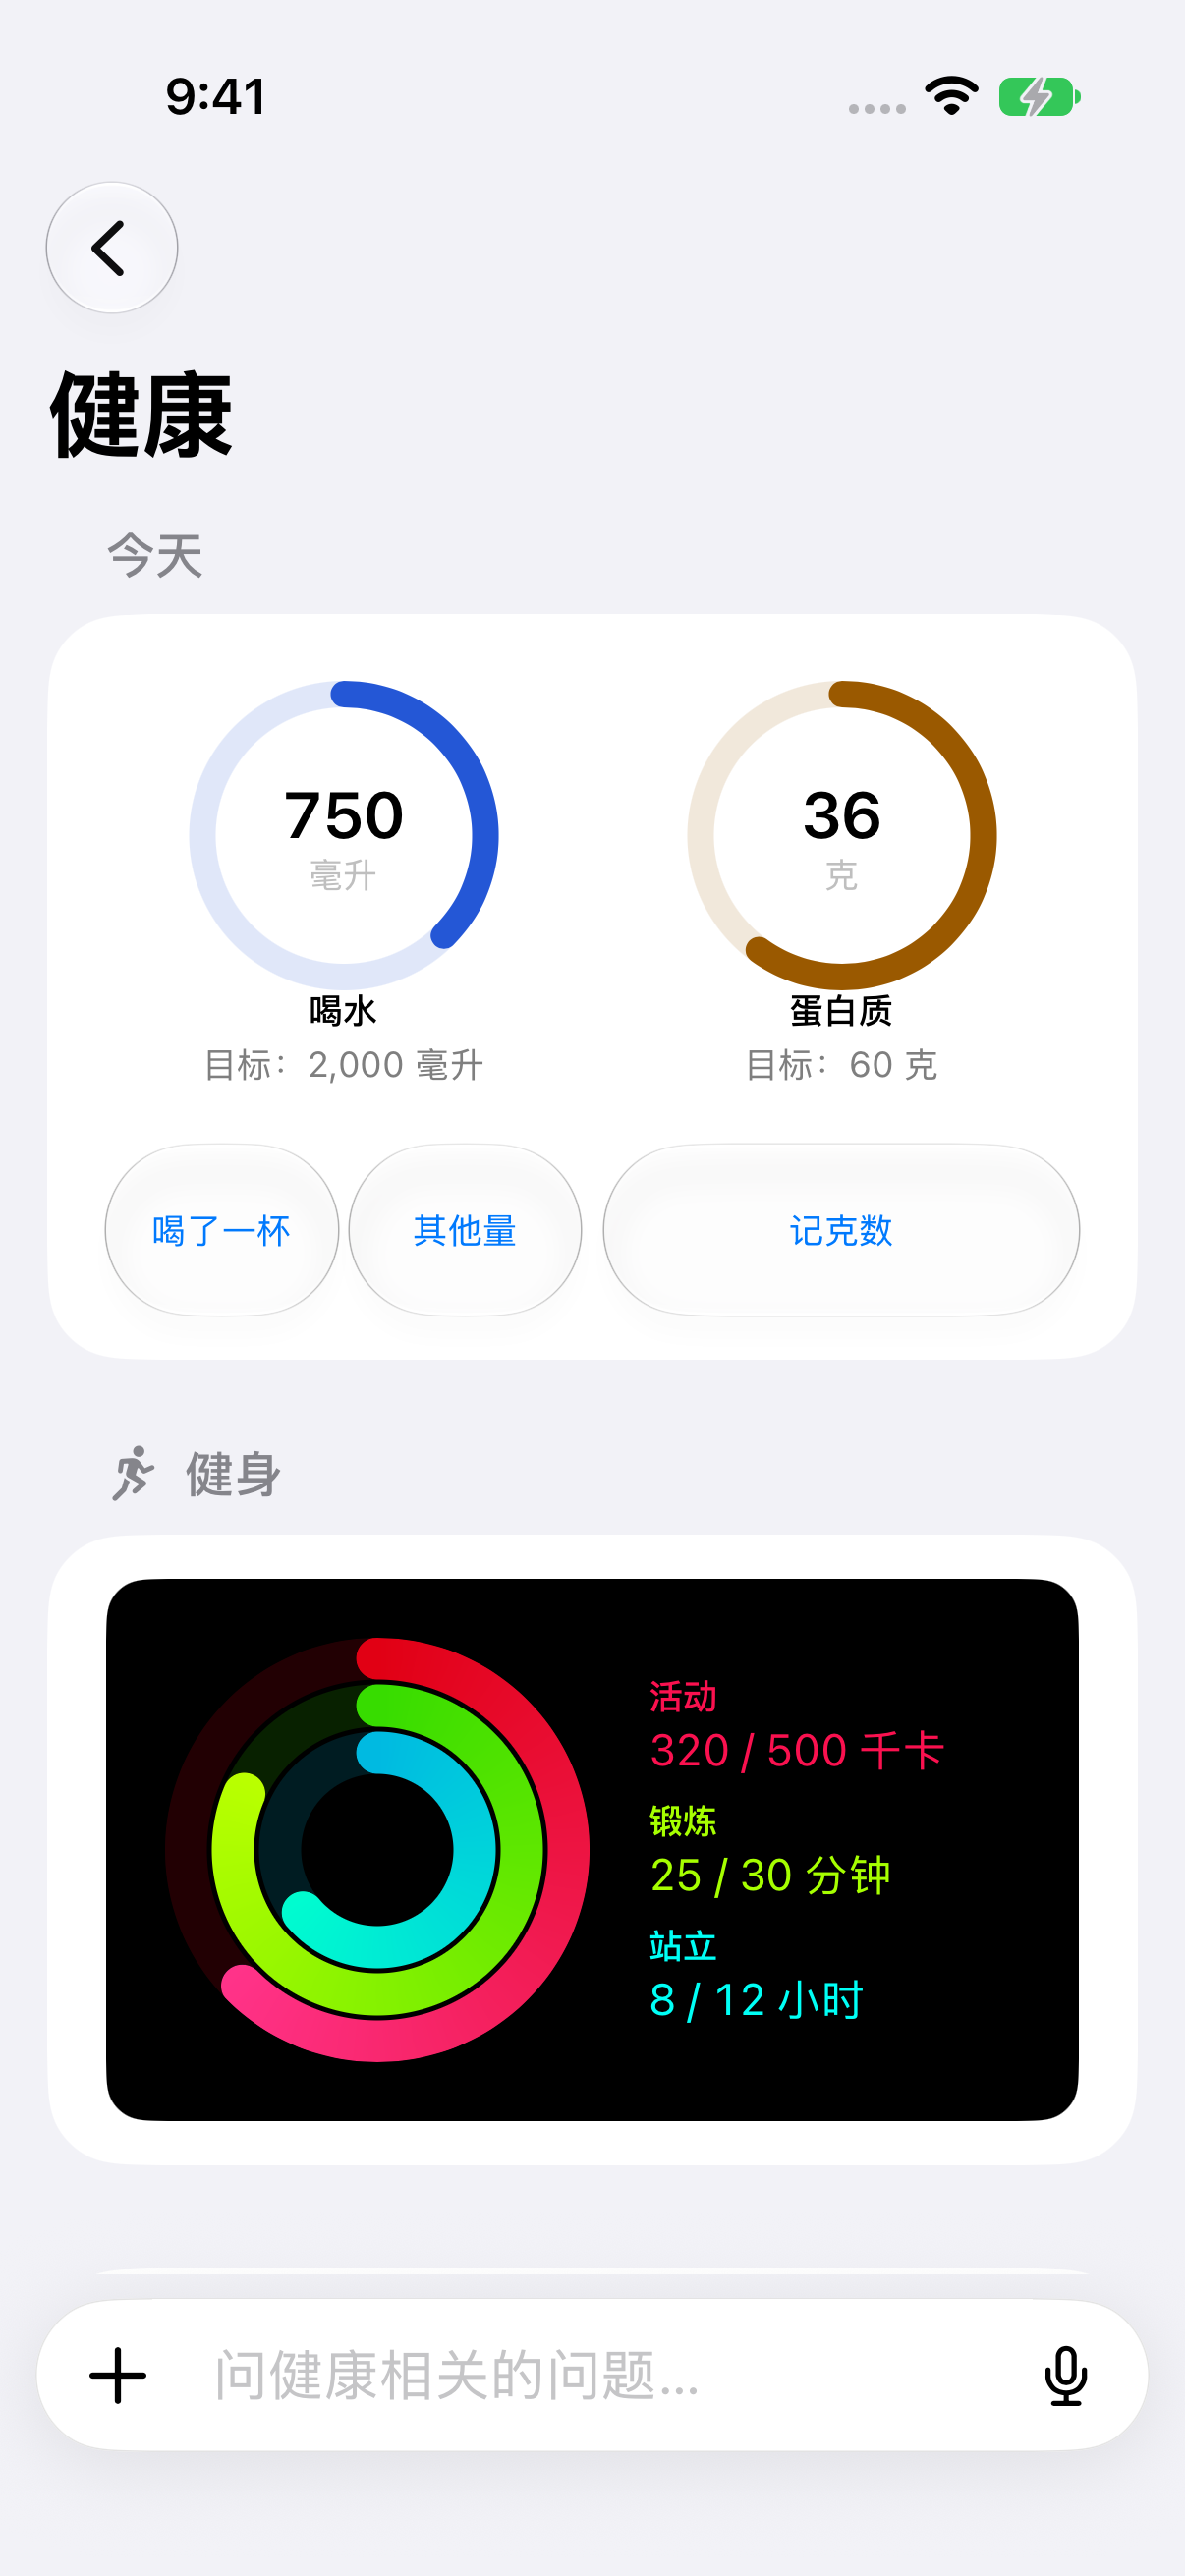 9:41
健康
今天
750
毫升
喝水
目标：2,000 毫升
36
克
蛋白质
目标：60 克
喝了一杯
其他量
记克数
健身
活动
320 / 500 千卡
锻炼
25 / 30 分钟
站立
8 / 12 小时
问健康相关的问题...